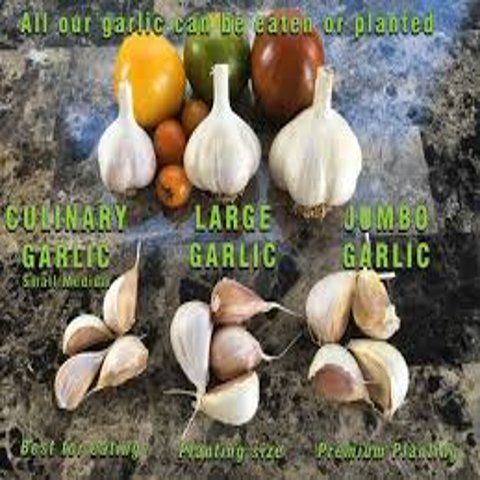 All our garlic can be eaten or planted
CULINARY GARLIC
Small/Medium
LARGE GARLIC
JUMBO GARLIC
Best for eating
Planting size
Premium Planting